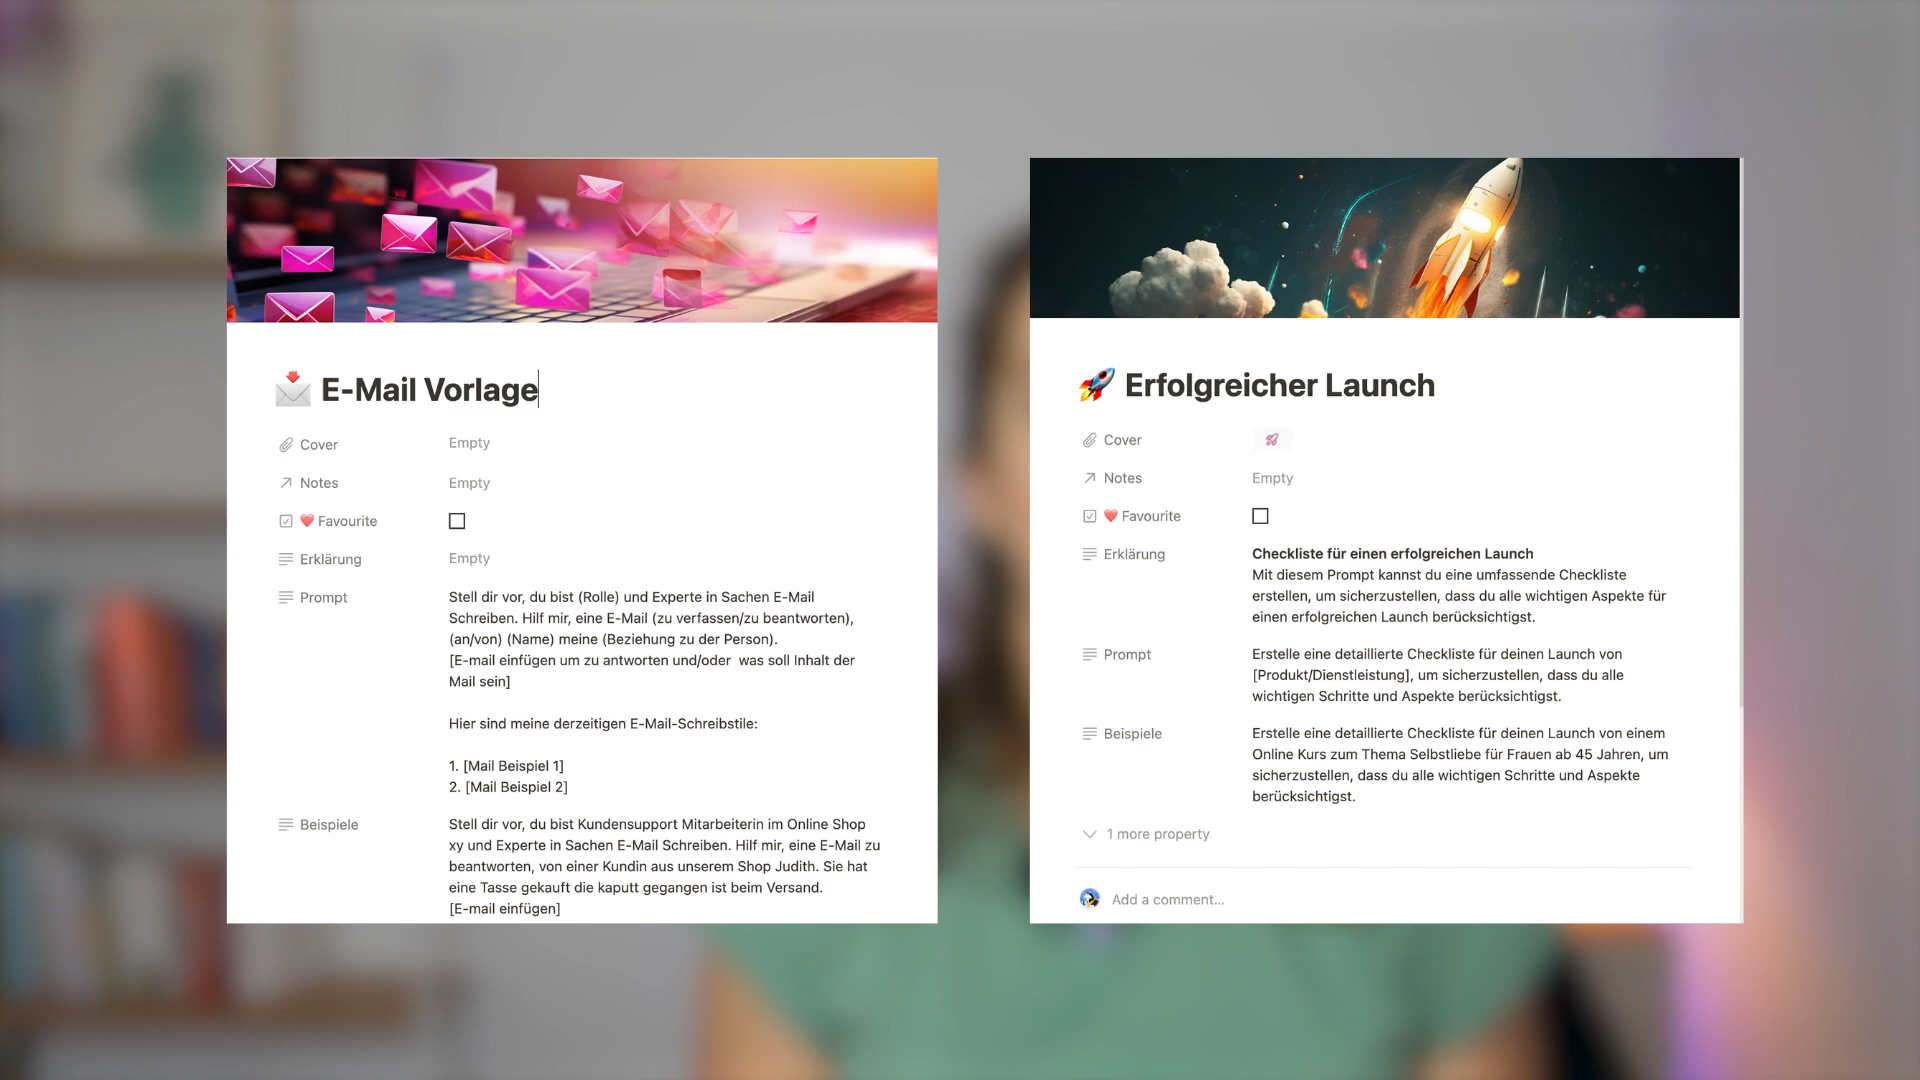 E-Mail Vorlage
Cover
Empty
Notes
Empty
Favourite
Erklärung
Empty
Prompt
Stell dir vor, du bist (Rolle) und Experte in Sachen E-Mail
Schreiben. Hilf mir, eine E-Mail (zu verfassen/zu beantworten),
(an/von) (Name) meine (Beziehung zu der Person).
[E-mail einfügen um zu antworten und/oder  was soll Inhalt der
Mail sein]
Hier sind meine derzeitigen E-Mail-Schreibstile:
1. [Mail Beispiel 1]
2. [Mail Beispiel 2]
Beispiele
Stell dir vor, du bist Kundensupport Mitarbeiterin im Online Shop
xy und Experte in Sachen E-Mail Schreiben. Hilf mir, eine E-Mail zu
beantworten, von einer Kundin aus unserem Shop Judith. Sie hat
eine Tasse gekauft die kaputt gegangen ist beim Versand.
[E-mail einfügen]
Erfolgreicher Launch
Cover
Notes
Empty
Favourite
Erklärung
Checkliste für einen erfolgreichen Launch
Mit diesem Prompt kannst du eine umfassende Checkliste
erstellen, um sicherzustellen, dass du alle wichtigen Aspekte für
einen erfolgreichen Launch berücksichtigst.
Prompt
Erstelle eine detaillierte Checkliste für deinen Launch von
[Produkt/Dienstleistung], um sicherzustellen, dass du alle
wichtigen Schritte und Aspekte berücksichtigst.
Beispiele
Erstelle eine detaillierte Checkliste für deinen Launch von einem
Online Kurs zum Thema Selbstliebe für Frauen ab 45 Jahren, um
sicherzustellen, dass du alle wichtigen Schritte und Aspekte
berücksichtigst.
1 more property
Add a comment...